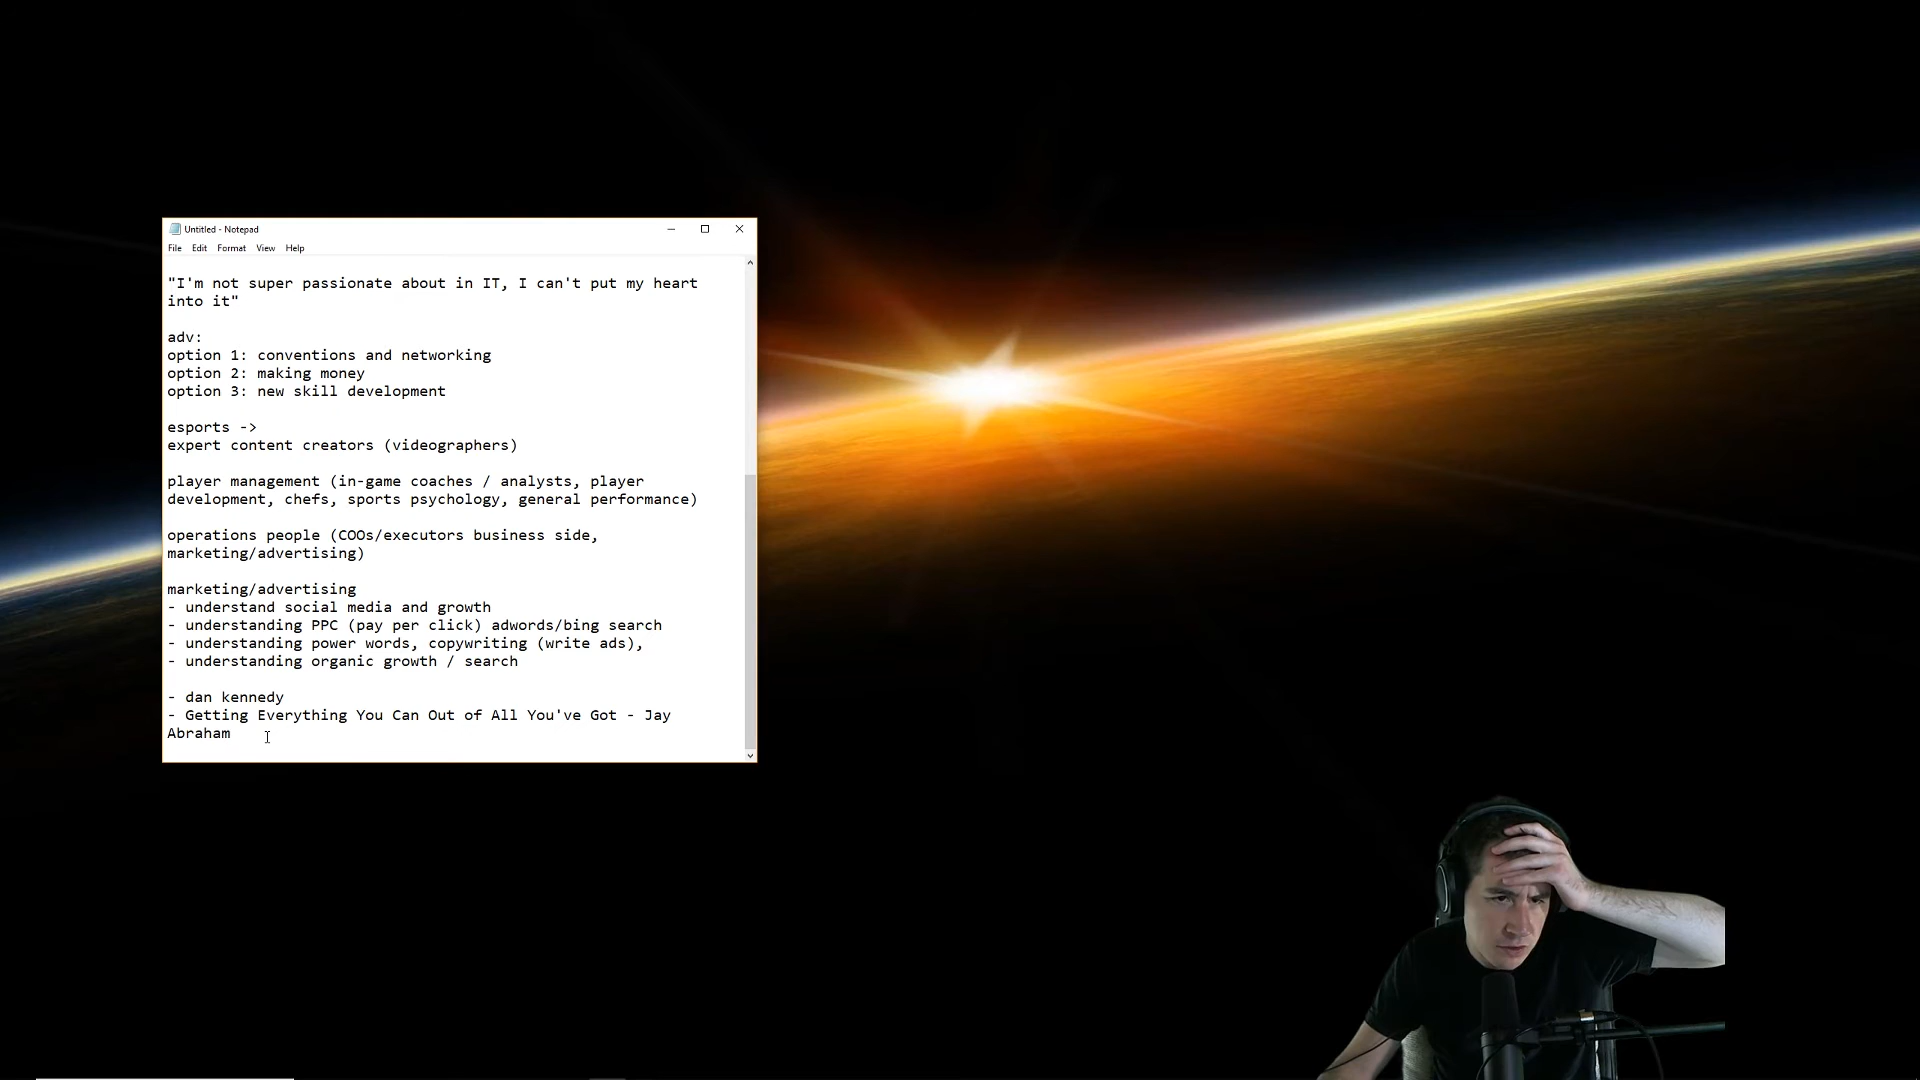 Untitled - Notepad
File Edit Format View Help
"I'm not super passionate about in IT, I can't put my heart
into it"
adv:
option 1: conventions and networking
option 2: making money
option 3: new skill development
esports ->
expert content creators (videographers)
player management (in-game coaches / analysts, player
development, chefs, sports psychology, general performance)
operations people (COOs/executors business side,
marketing/advertising)
marketing/advertising
- understand social media and growth
- understanding PPC (pay per click) adwords/bing search
- understanding power words, copywriting (write ads),
- understanding organic growth / search
- dan kennedy
- Getting Everything You Can Out of All You've Got - Jay
Abraham